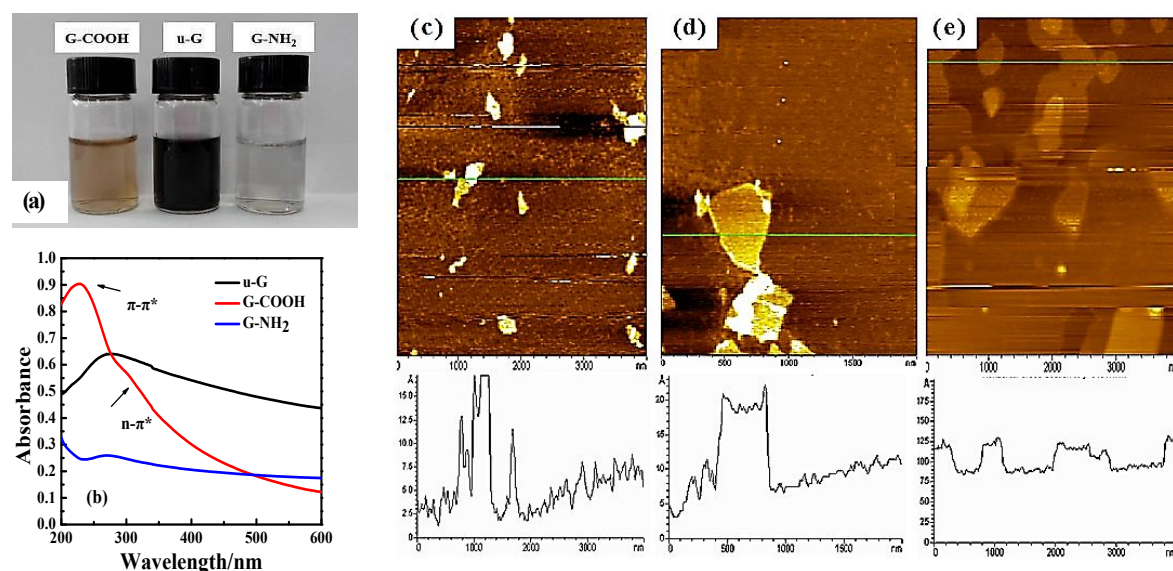 G-COOH u-G G-NH₂
(a)
(b)
u-G
G-COOH
G-NH₂
π-π*
n-π*
Absorbance
1.0
0.9
0.8
0.7
0.6
0.5
0.4
0.3
0.2
0.1
0.0
200 300 400 500 600
Wavelength/nm
(c)
1000 2000 3000
nm
A
15.0
12.5
10.0
7.5
5.0
2.5
0
0 1000 2000 3000
nm
(d)
500 1000 1500
nm
A
20
15
10
5
0
0 500 1000 1500
nm
(e)
0 1000 2000 3000
nm
A
175
150
125
100
75
50
25
0
0 1000 2000 3000
nm